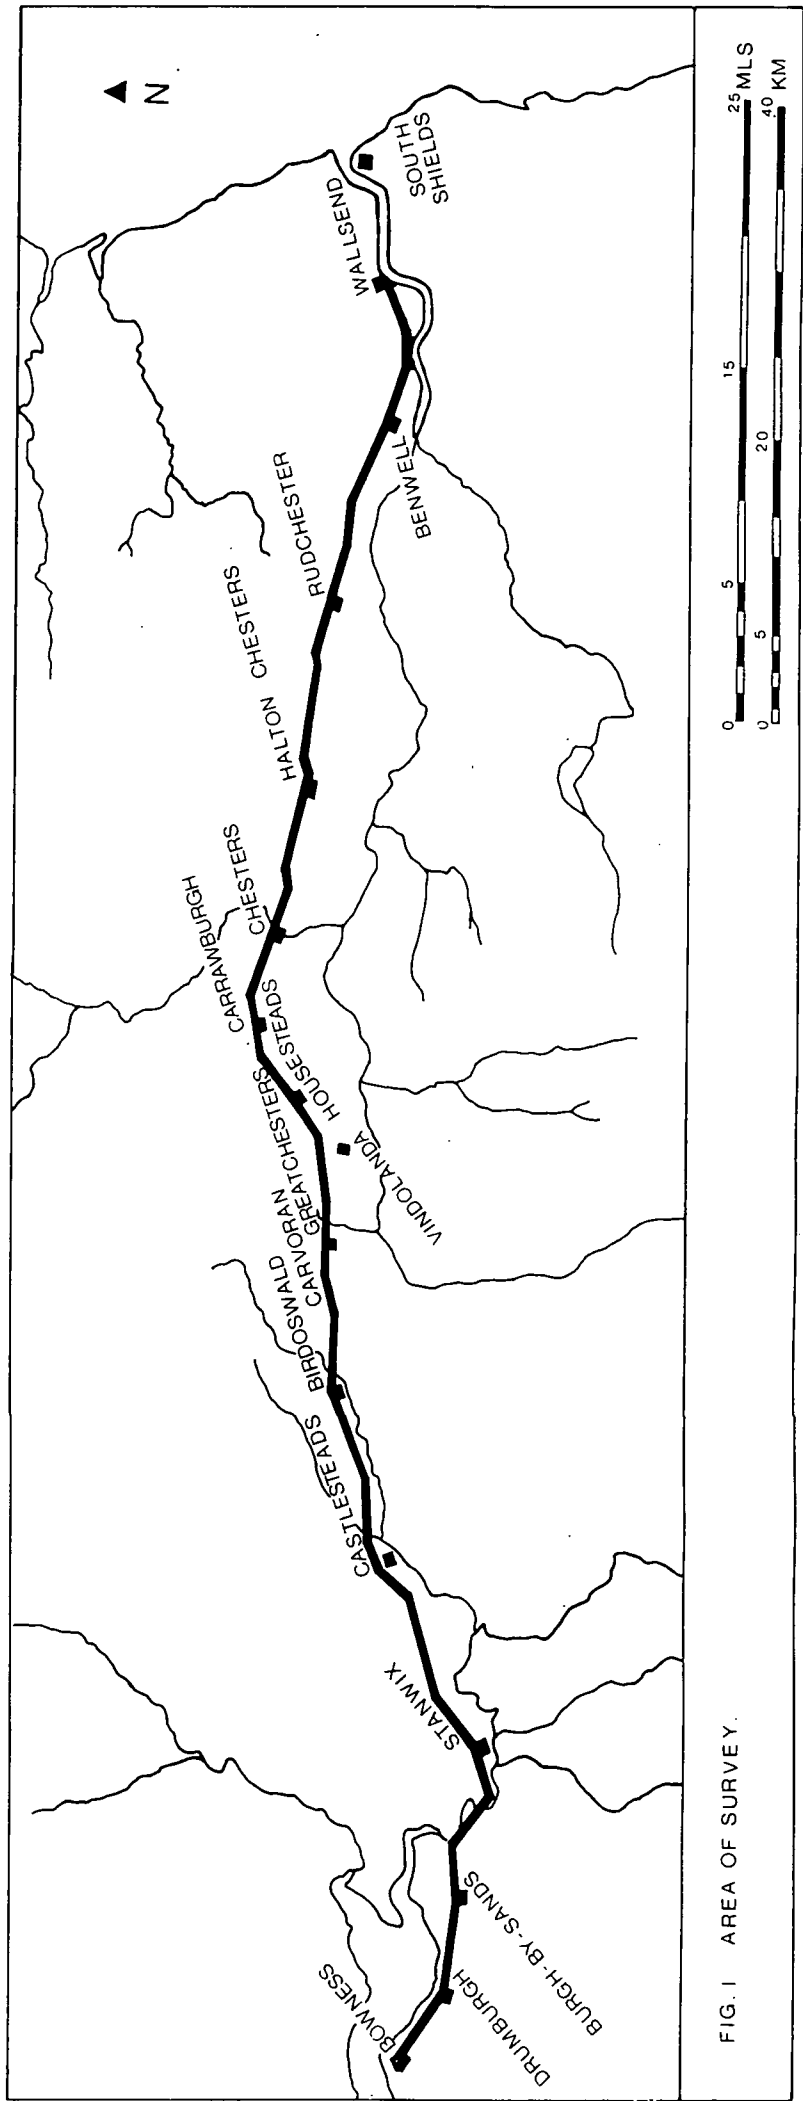 N
WALLSEND
SOUTH
SHIELDS
BENWELL
RUDCHESTER
HALTON CHESTERS
CHESTERS
CARRAWBURGH
HOUSESTEADS
VINDOLANDA
GREATCHESTERS
CARVORAN
BIRDOSWALD
CASTLESTEADS
STANWIX
BURGH-BY-SANDS
DRUMBURGH
BOWNESS
0 5 15 25 MLS
0 5 20 40 KM
FIG. 1 AREA OF SURVEY.